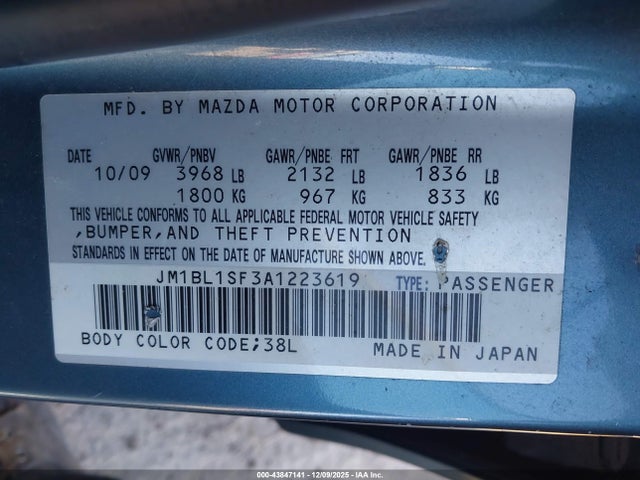 MFD. BY MAZDA MOTOR CORPORATION
DATE GVWR/PNBV GAWR/PNBE FRT GAWR/PNBE RR
10/09 3968 LB 2132 LB 1836 LB
1800 KG 967 KG 833 KG
THIS VEHICLE CONFORMS TO ALL APPLICABLE FEDERAL MOTOR VEHICLE SAFETY
,BUMPER,AND THEFT PREVENTION
STANDARDS IN EFFECT ON THE DATE OF MANUFACTURE SHOWN ABOVE.
JM1BL1SF3A1223619 TYPE: PASSENGER
BODY COLOR CODE;38L MADE IN JAPAN
© IAA Holdings, LLC
000-43847141 - 12/09/2025 - IAA Inc.